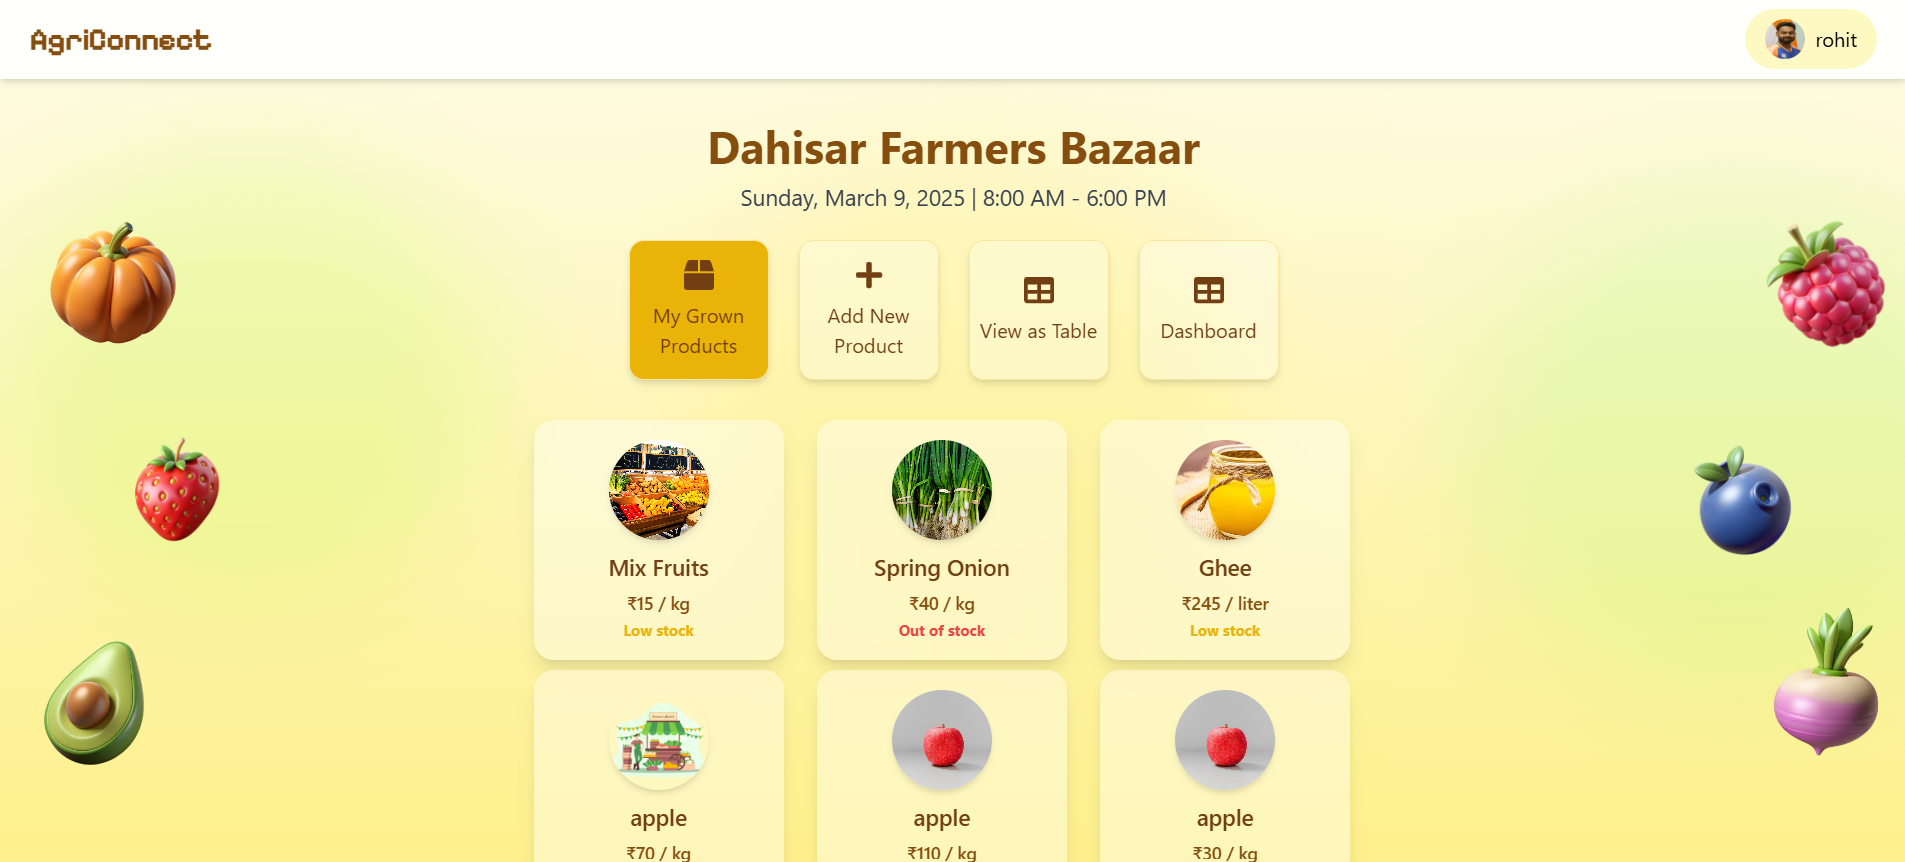 AgriConnect
rohit
Dahisar Farmers Bazaar
Sunday, March 9, 2025 | 8:00 AM - 6:00 PM
My Grown
Products
Add New
Product
View as Table
Dashboard
Mix Fruits
₹15 / kg
Low stock
Spring Onion
₹40 / kg
Out of stock
Ghee
₹245 / liter
Low stock
apple
₹70 / kg
apple
₹110 / kg
apple
₹30 / kg